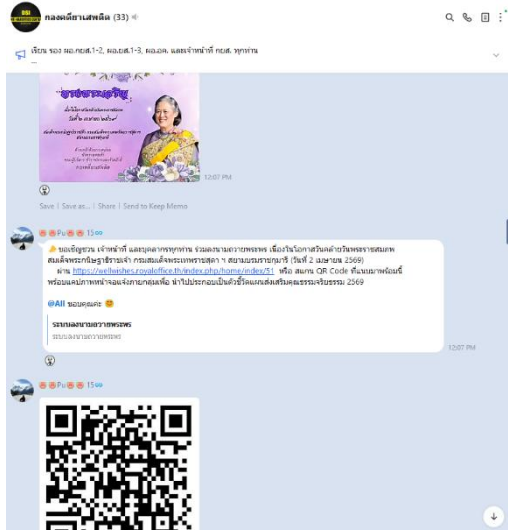 กองคดียาเสพติด (33)
เรียน รอง ผอ.กยส.1-2, ผอ.ยส.1-3, ผอ.อค. และเจ้าหน้าที่ กยส. ทุกท่าน
...
"ทรงพระเจริญ"
12:07 PM
Save | Save as... | Share | Send to Keep Memo
Pu 15
ขอเชิญชวน เจ้าหน้าที่ และบุคลากรทุกท่าน ร่วมลงนามถวายพระพร เนื่องในโอกาสวันคล้ายวันพระราชสมภพ
สมเด็จพระกนิษฐาธิราชเจ้า กรมสมเด็จพระเทพรัตนราชสุดา ฯ สยามบรมราชกุมารี (วันที่ 2 เมษายน 2569)
ผ่าน https://wellwishes.royaloffice.th/index.php/home/index/51 หรือ สแกน QR Code ที่แนบมาพร้อมนี้
พร้อมแคปภาพหน้าจอแจ้งภายกลุ่มเพื่อ นำไปประกอบเป็นตัวชี้วัดแผนส่งเสริมคุณธรรมจริยธรรม 2569
@All ขอบคุณค่ะ
ระบบลงนามถวายพระพร
ระบบลงนามถวายพระพร
12:07 PM
Pu 15